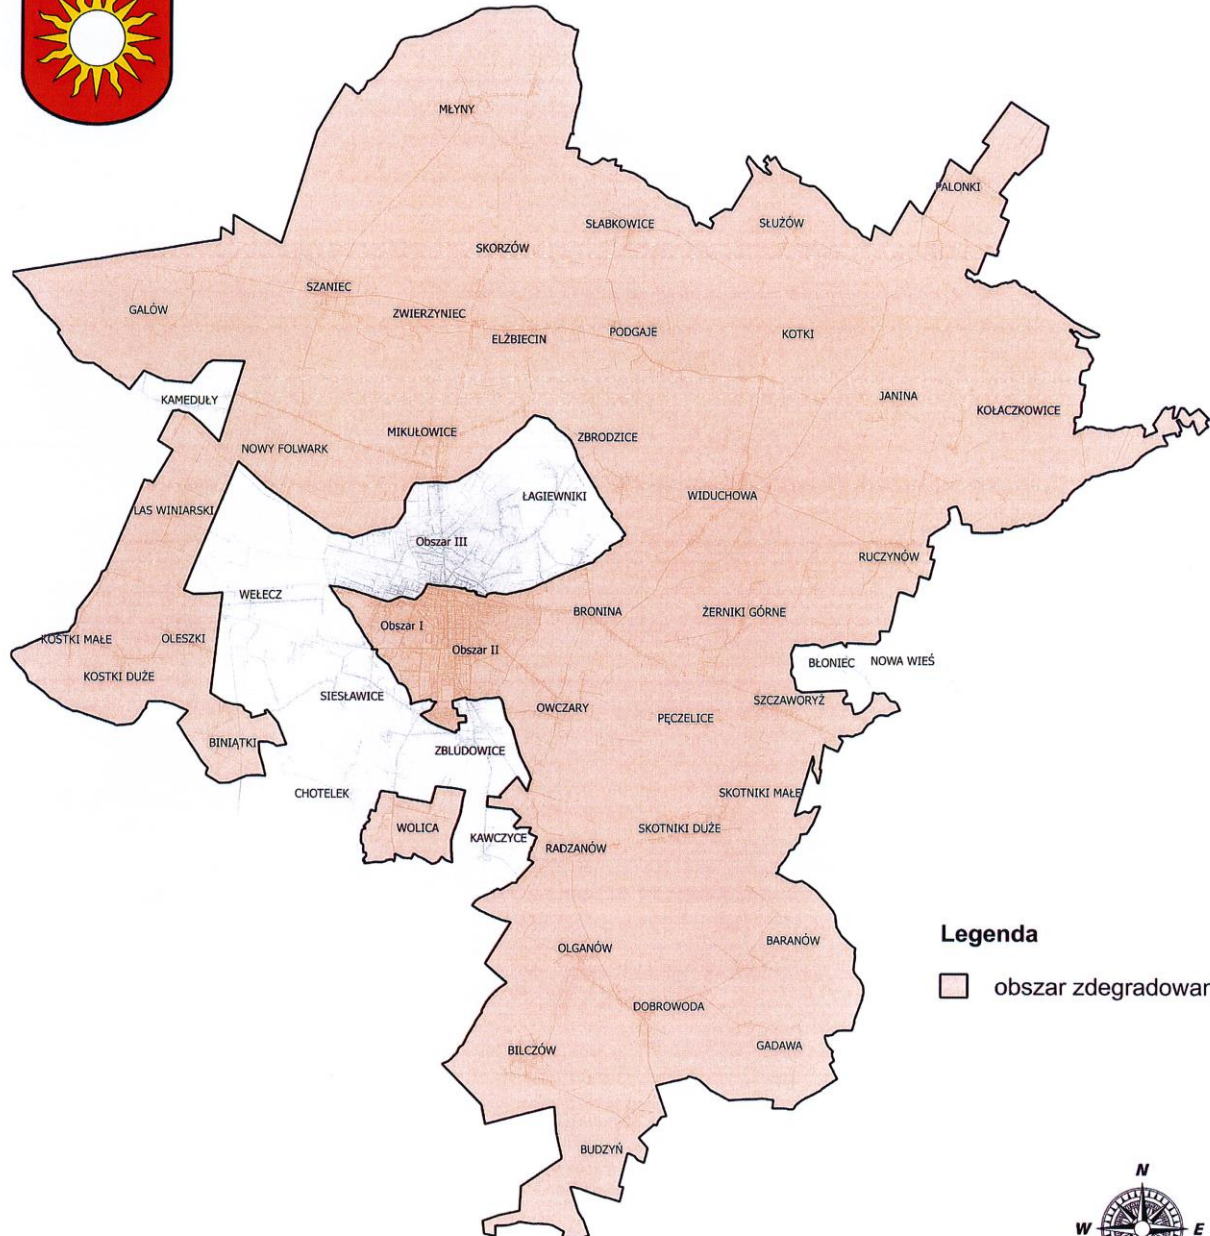 MŁYNY
PALONKI
SŁABKOWICE
SŁUŻÓW
SKORZÓW
SZANIEC
GALÓW
ZWIERZYNIEC
ELŻBIECIN
PODGAJE
KOTKI
KAMEDUŁY
JANINA
KOŁACZKOWICE
MIKUŁOWICE
ZBRODZICE
NOWY FOLWARK
ŁAGIEWNIKI
WIDUCHOWA
LAS WINIARSKI
Obszar III
RUCZYNÓW
WEŁECZ
BRONINA
ŻERNIKI GÓRNE
Obszar I
KOSTKI MAŁE
OLESZKI
Obszar II
BŁONIEC
NOWA WIEŚ
KOSTKI DUŻE
SIESŁAWICE
SZCZAWORYŻ
OWCZARY
PĘCZELICE
BINIĄTKI
ZBLUDOWICE
CHOTELEK
SKOTNIKI MAŁE
WOLICA
SKOTNIKI DUŻE
KAWCZYCE
RADZANÓW
Legenda
BARANÓW
OLGANÓW
obszar zdegradowan
DOBROWODA
BILCZÓW
GADAWA
BUDZYŃ
N
W
E